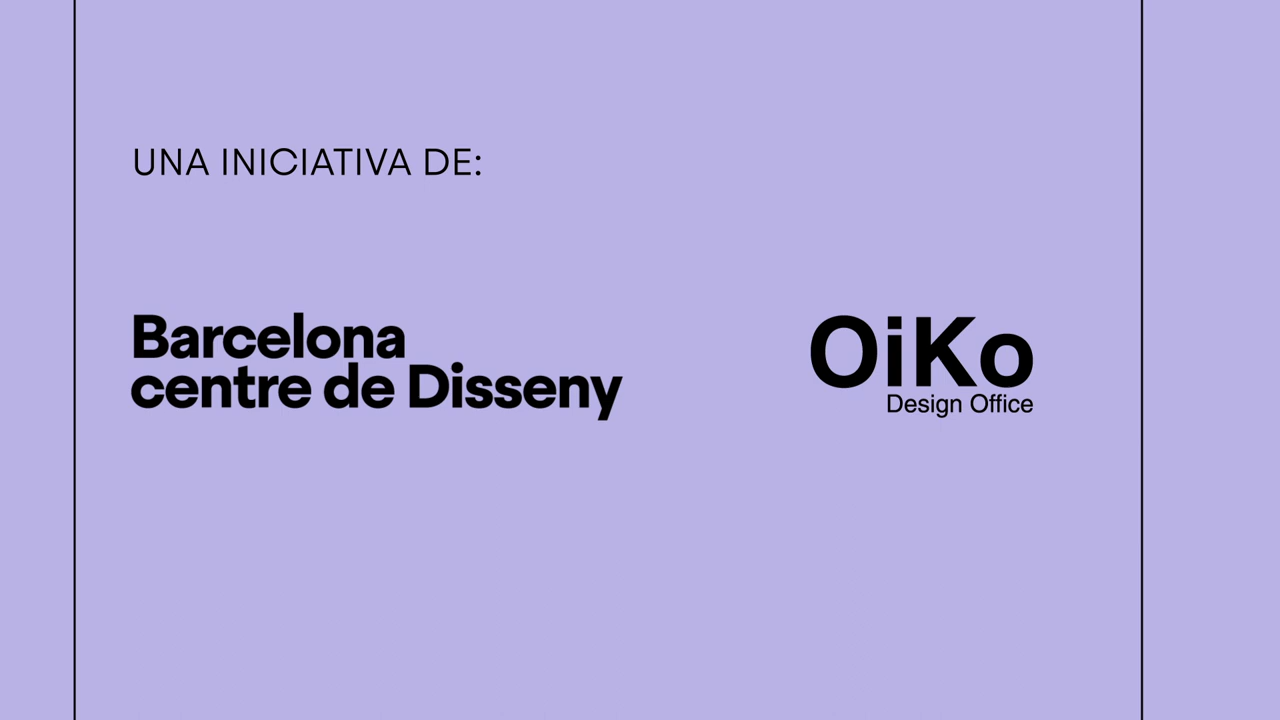 UNA INICIATIVA DE:
Barcelona
centre de Disseny
OiKo
Design Office